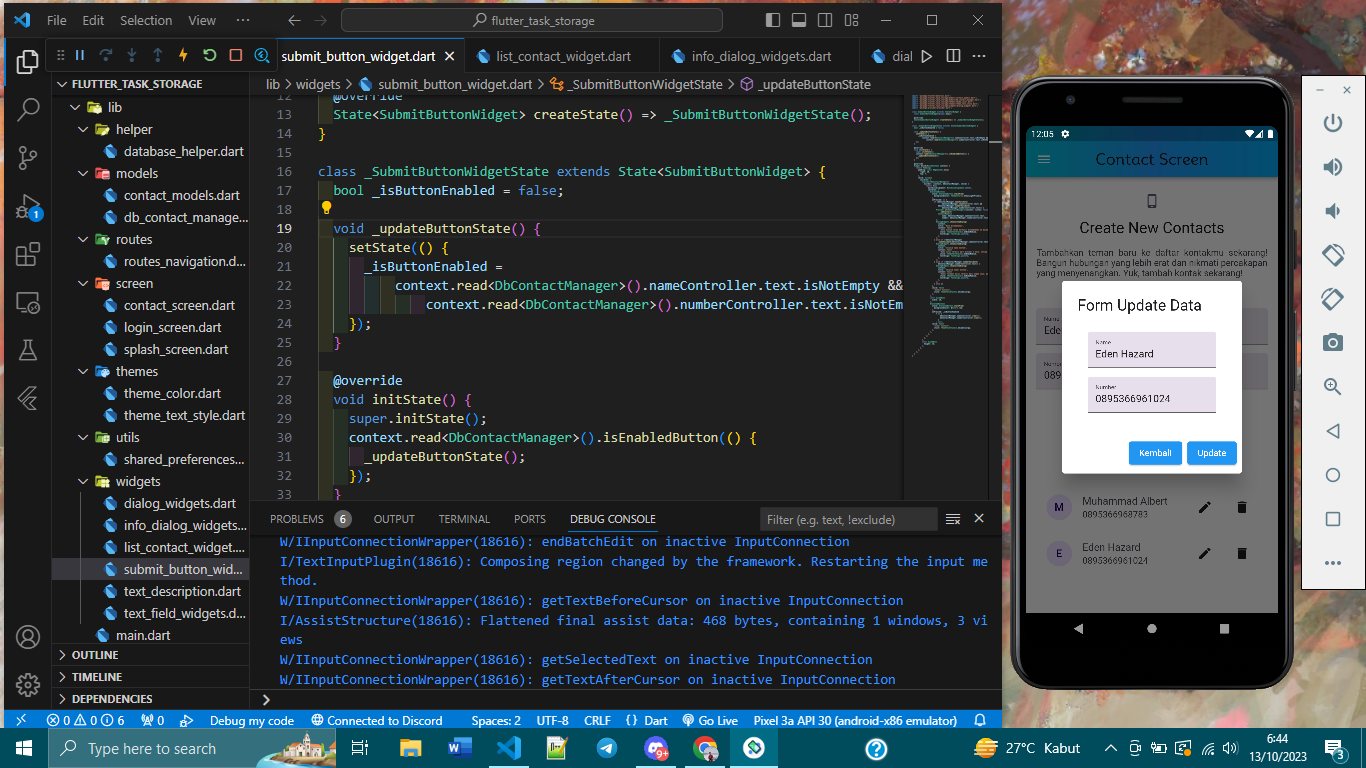 File Edit Selection View ··· flutter_task_storage
submit_button_widget.dart list_contact_widget.dart info_dialog_widgets.dart dial
lib > widgets > submit_button_widget.dart > _SubmitButtonWidgetState > _updateButtonState
FLUTTER_TASK_STORAGE
lib
helper
database_helper.dart
models
contact_models.dart
db_contact_manage...
routes
routes_navigation.d...
screen
contact_screen.dart
login_screen.dart
splash_screen.dart
themes
theme_color.dart
theme_text_style.dart
utils
shared_preferences...
widgets
dialog_widgets.dart
info_dialog_widgets...
list_contact_widget....
submit_button_wid...
text_description.dart
text_field_widgets.d...
main.dart
OUTLINE
TIMELINE
DEPENDENCIES
1
12 @override
13 State<SubmitButtonWidget> createState() => _SubmitButtonWidgetState();
14 }
15
16 class _SubmitButtonWidgetState extends State<SubmitButtonWidget> {
17 bool _isButtonEnabled = false;
18
19 void _updateButtonState() {
20 setState(() {
21 _isButtonEnabled =
22 context.read<DbContactManager>().nameController.text.isNotEmpty &&
23 context.read<DbContactManager>().numberController.text.isNotEm
24 });
25 }
26
27 @override
28 void initState() {
29 super.initState();
30 context.read<DbContactManager>().isEnabledButton(() {
31 _updateButtonState();
32 });
33 }
PROBLEMS 6 OUTPUT TERMINAL PORTS DEBUG CONSOLE Filter (e.g. text, !exclude)
W/IInputConnectionWrapper(18616): endBatchEdit on inactive InputConnection
I/TextInputPlugin(18616): Composing region changed by the framework. Restarting the input me
thod.
W/IInputConnectionWrapper(18616): getTextBeforeCursor on inactive InputConnection
I/AssistStructure(18616): Flattened final assist data: 468 bytes, containing 1 windows, 3 vi
ews
W/IInputConnectionWrapper(18616): getSelectedText on inactive InputConnection
W/IInputConnectionWrapper(18616): getTextAfterCursor on inactive InputConnection
0 0 6 0 Debug my code Connected to Discord Spaces: 2 UTF-8 CRLF {} Dart Go Live Pixel 3a API 30 (android-x86 emulator)
12:05
Contact Screen
Create New Contacts
Tambahkan teman baru ke daftar kontakmu sekarang!
Bangun hubungan yang lebih erat dan nikmati percakapan
yang menyenangkan. Yuk, tambah kontak sekarang!
Name
Ede
089
Form Update Data
Name
Eden Hazard
Number
0895366961024
Kembali Update
M Muhammad Albert
0895366968783
E Eden Hazard
0895366961024
Type here to search
9+
27°C Kabut
6:44
13/10/2023
3